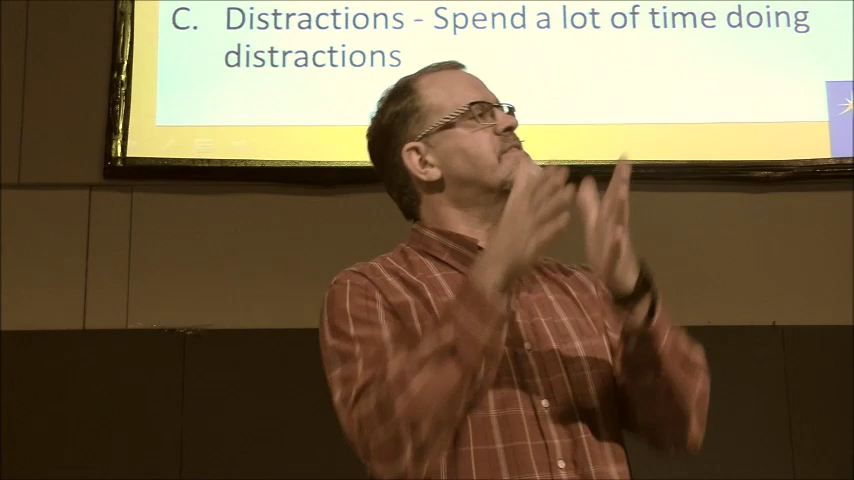 C. Distractions - Spend a lot of time doing
distractions